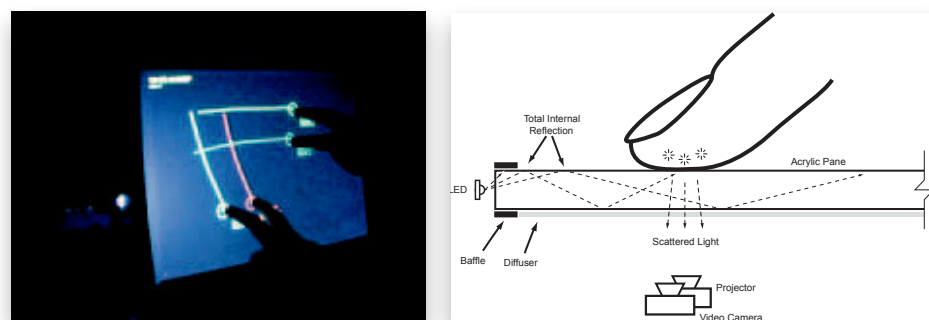 Total Internal
Reflection
Acrylic Pane
LED
Scattered Light
Baffle
Diffuser
Projector
Video Camera